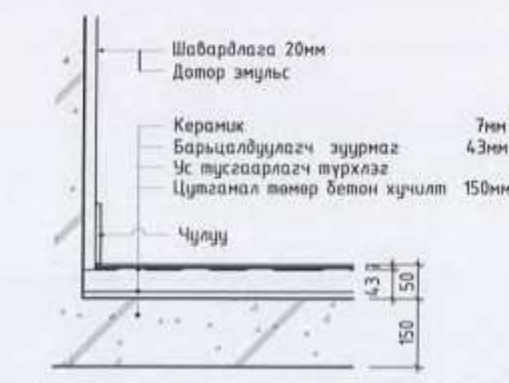 Шавардлага 20мм
Дотор эмульс
Керамик 7мм
Барьцалдуулагч зуурмаг 43мм
Ус тусгаарлагч түрхлэг
Цутгамал төмөр бетон хучилт 150мм
Чулуу
43
50
150